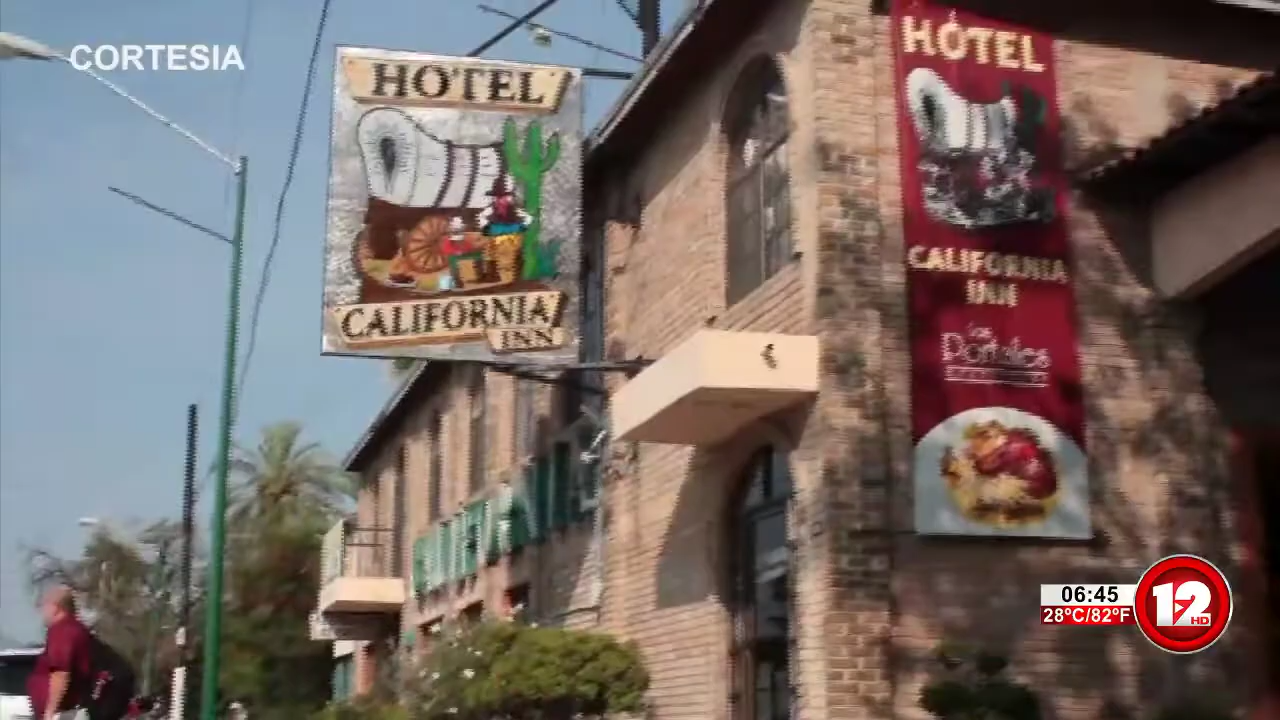 CORTESIA
HOTEL
CALIFORNIA
INN
HOTEL
CALIFORNIA
INN
Los
Portales
06:45
28°C/82°F
12
HD